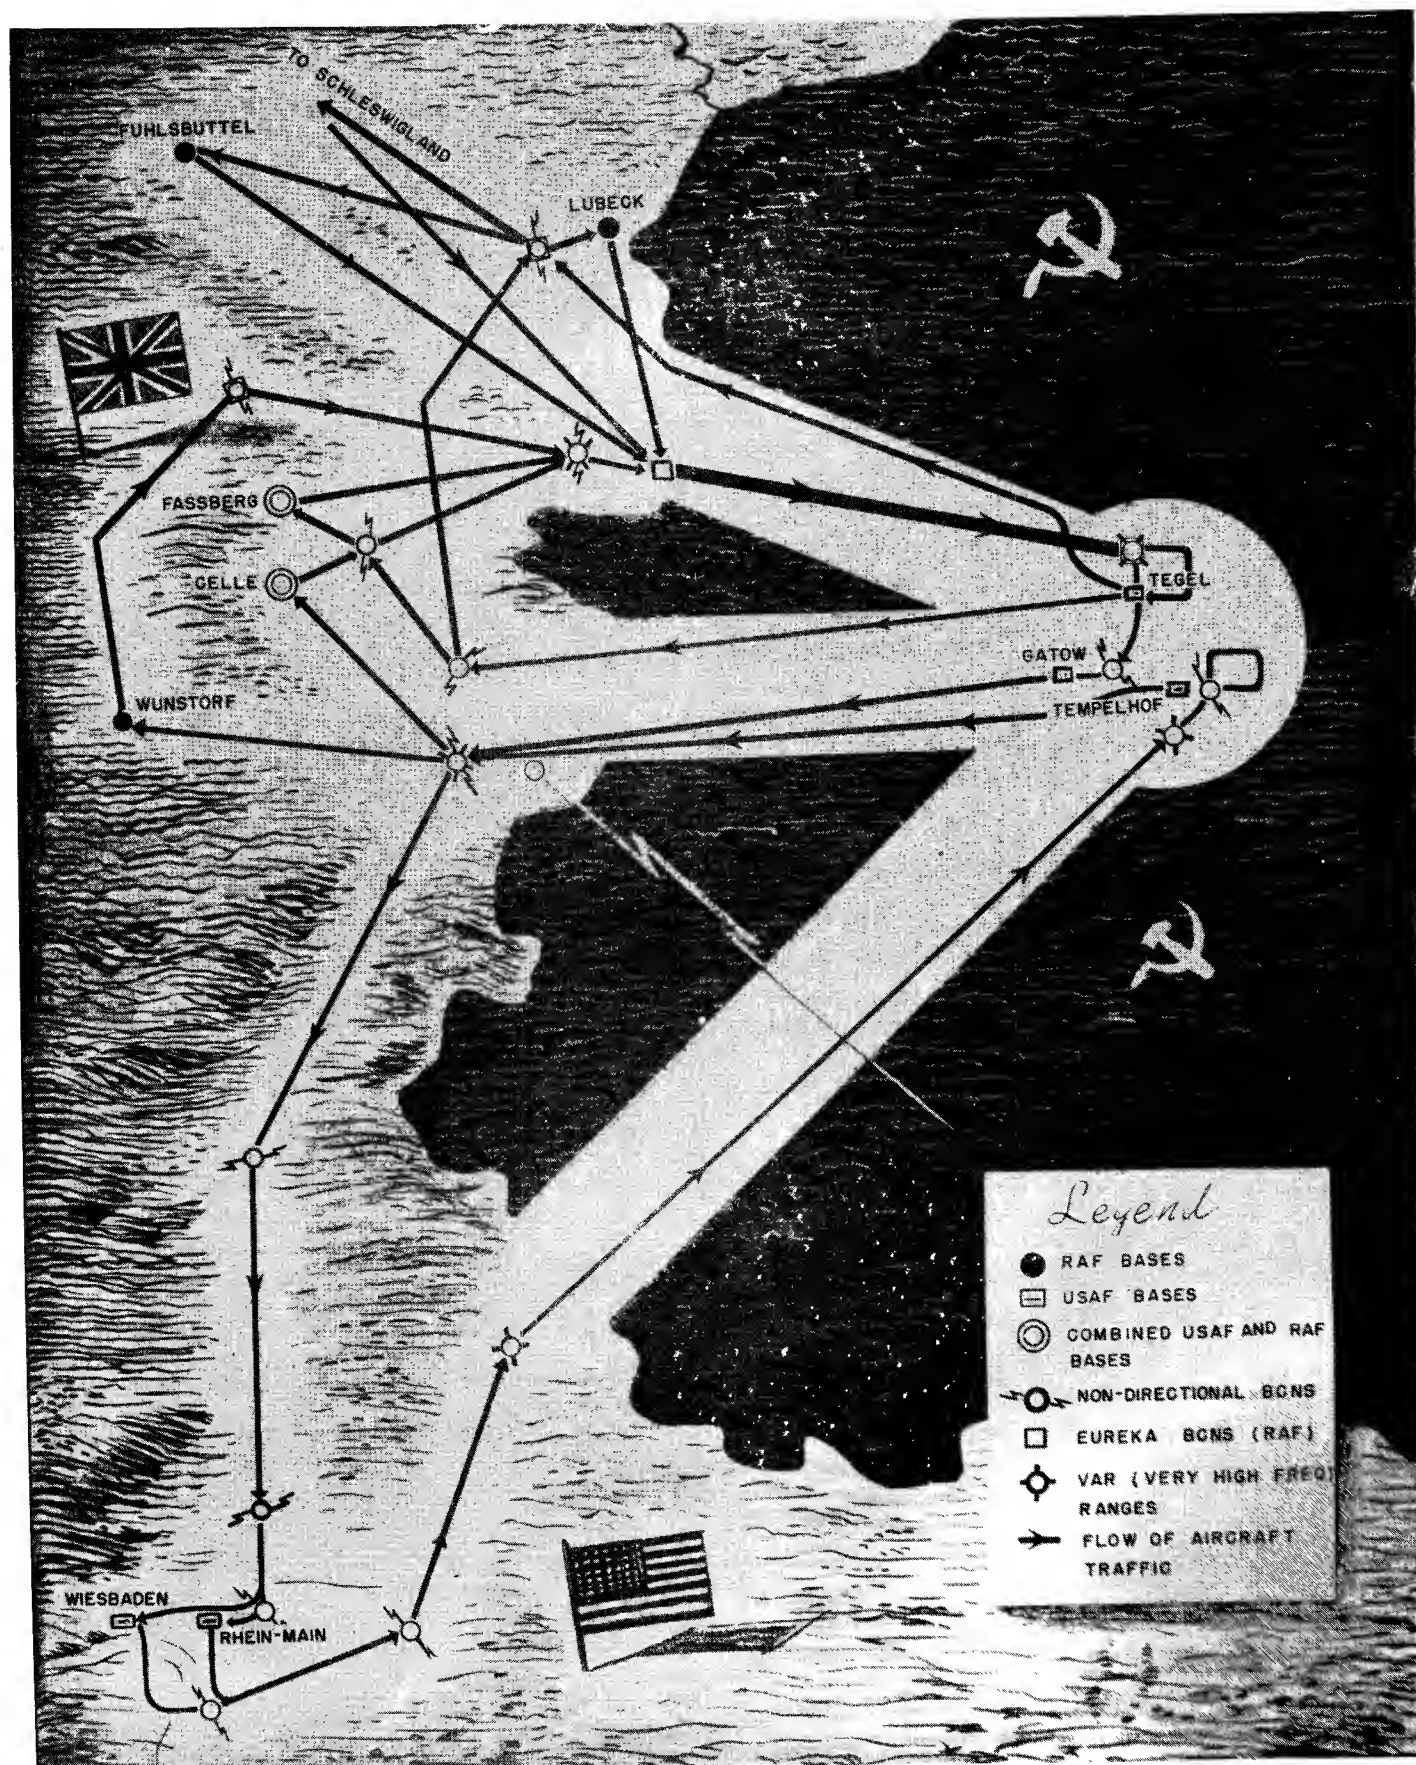 TO SCHLESWIGLAND
FUHLSBUTTEL
LUBECK
FASSBERG
CELLE
TEGEL
GATOW
WUNSTORF
TEMPELHOF
Legend
RAF BASES
USAF BASES
COMBINED USAF AND RAF
BASES
NON-DIRECTIONAL BCNS
EUREKA BCNS (RAF)
VAR (VERY HIGH FREQ)
RANGES
FLOW OF AIRCRAFT
TRAFFIC
WIESBADEN
RHEIN-MAIN